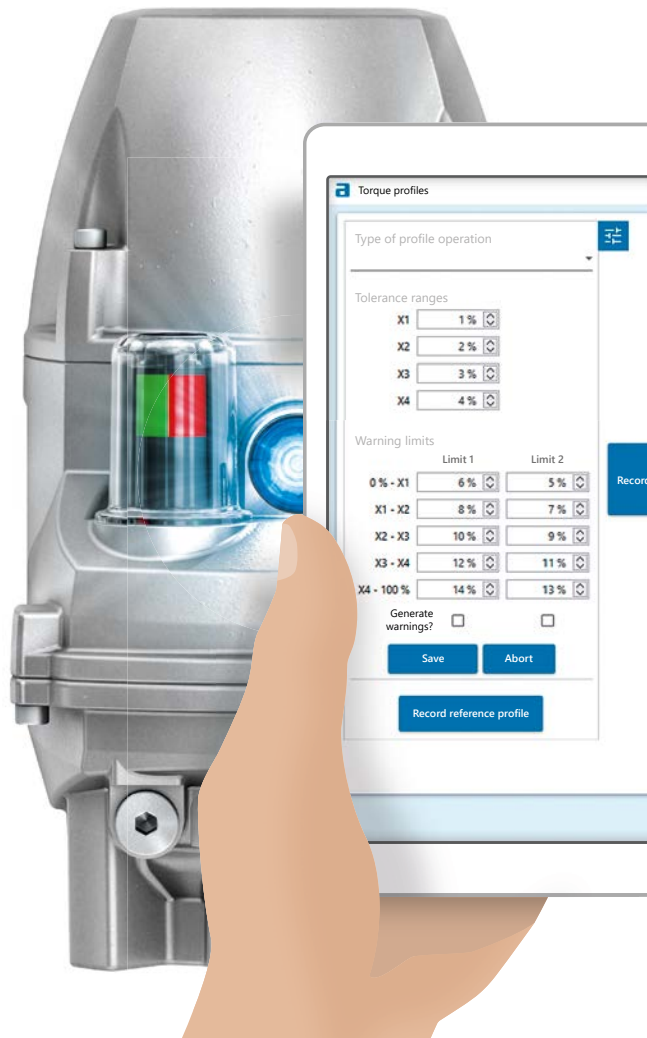 a Torque profiles
Type of profile operation
Tolerance ranges
X1 1 %
X2 2 %
X3 3 %
X4 4 %
Warning limits
Limit 1 Limit 2
0 % - X1 6 % 5 %
X1 - X2 8 % 7 %
X2 - X3 10 % 9 %
X3 - X4 12 % 11 %
X4 - 100 % 14 % 13 %
Generate
warnings?
Save Abort
Record reference profile
Record